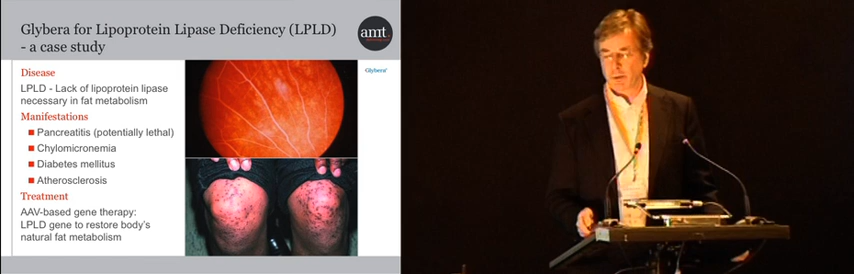 Glybera for Lipoprotein Lipase Deficiency (LPLD)
- a case study
amt
Glybera
Disease
LPLD - Lack of lipoprotein lipase
necessary in fat metabolism
Manifestations
Pancreatitis (potentially lethal)
Chylomicronemia
Diabetes mellitus
Atherosclerosis
Treatment
AAV-based gene therapy:
LPLD gene to restore body's
natural fat metabolism